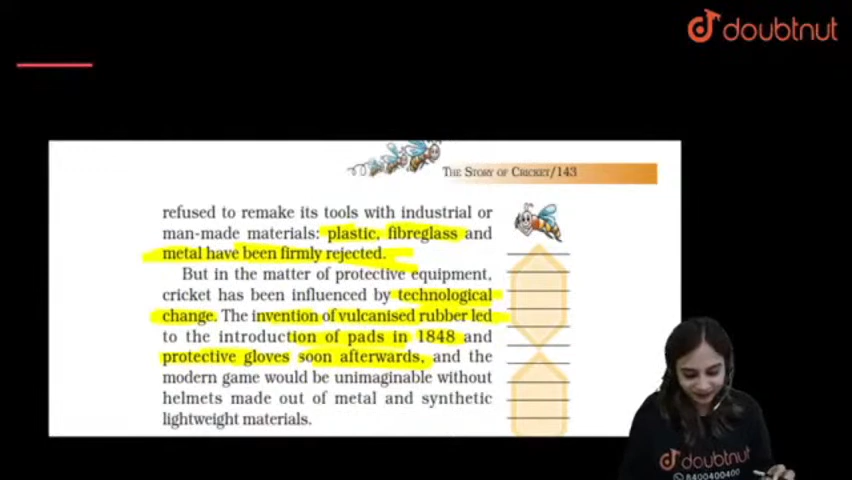 doubtnut
THE STORY OF CRICKET/143
refused to remake its tools with industrial or
man-made materials: plastic, fibreglass and
metal have been firmly rejected.
But in the matter of protective equipment,
cricket has been influenced by technological
change. The invention of vulcanised rubber led
to the introduction of pads in 1848 and
protective gloves soon afterwards, and the
modern game would be unimaginable without
helmets made out of metal and synthetic
lightweight materials.
doubtnut
8400400400